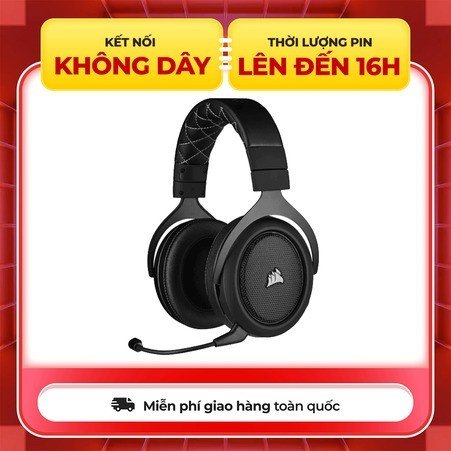 KẾT NỐI
KHÔNG DÂY
THỜI LƯỢNG PIN
LÊN ĐẾN 16H
Miễn phí giao hàng toàn quốc